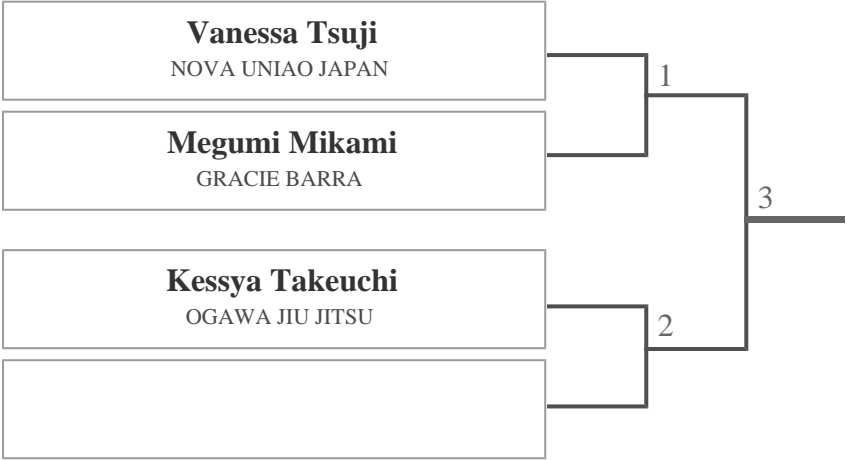 Vanessa Tsuji
NOVA UNIAO JAPAN
1
Megumi Mikami
GRACIE BARRA
3
Kessya Takeuchi
OGAWA JIU JITSU
2